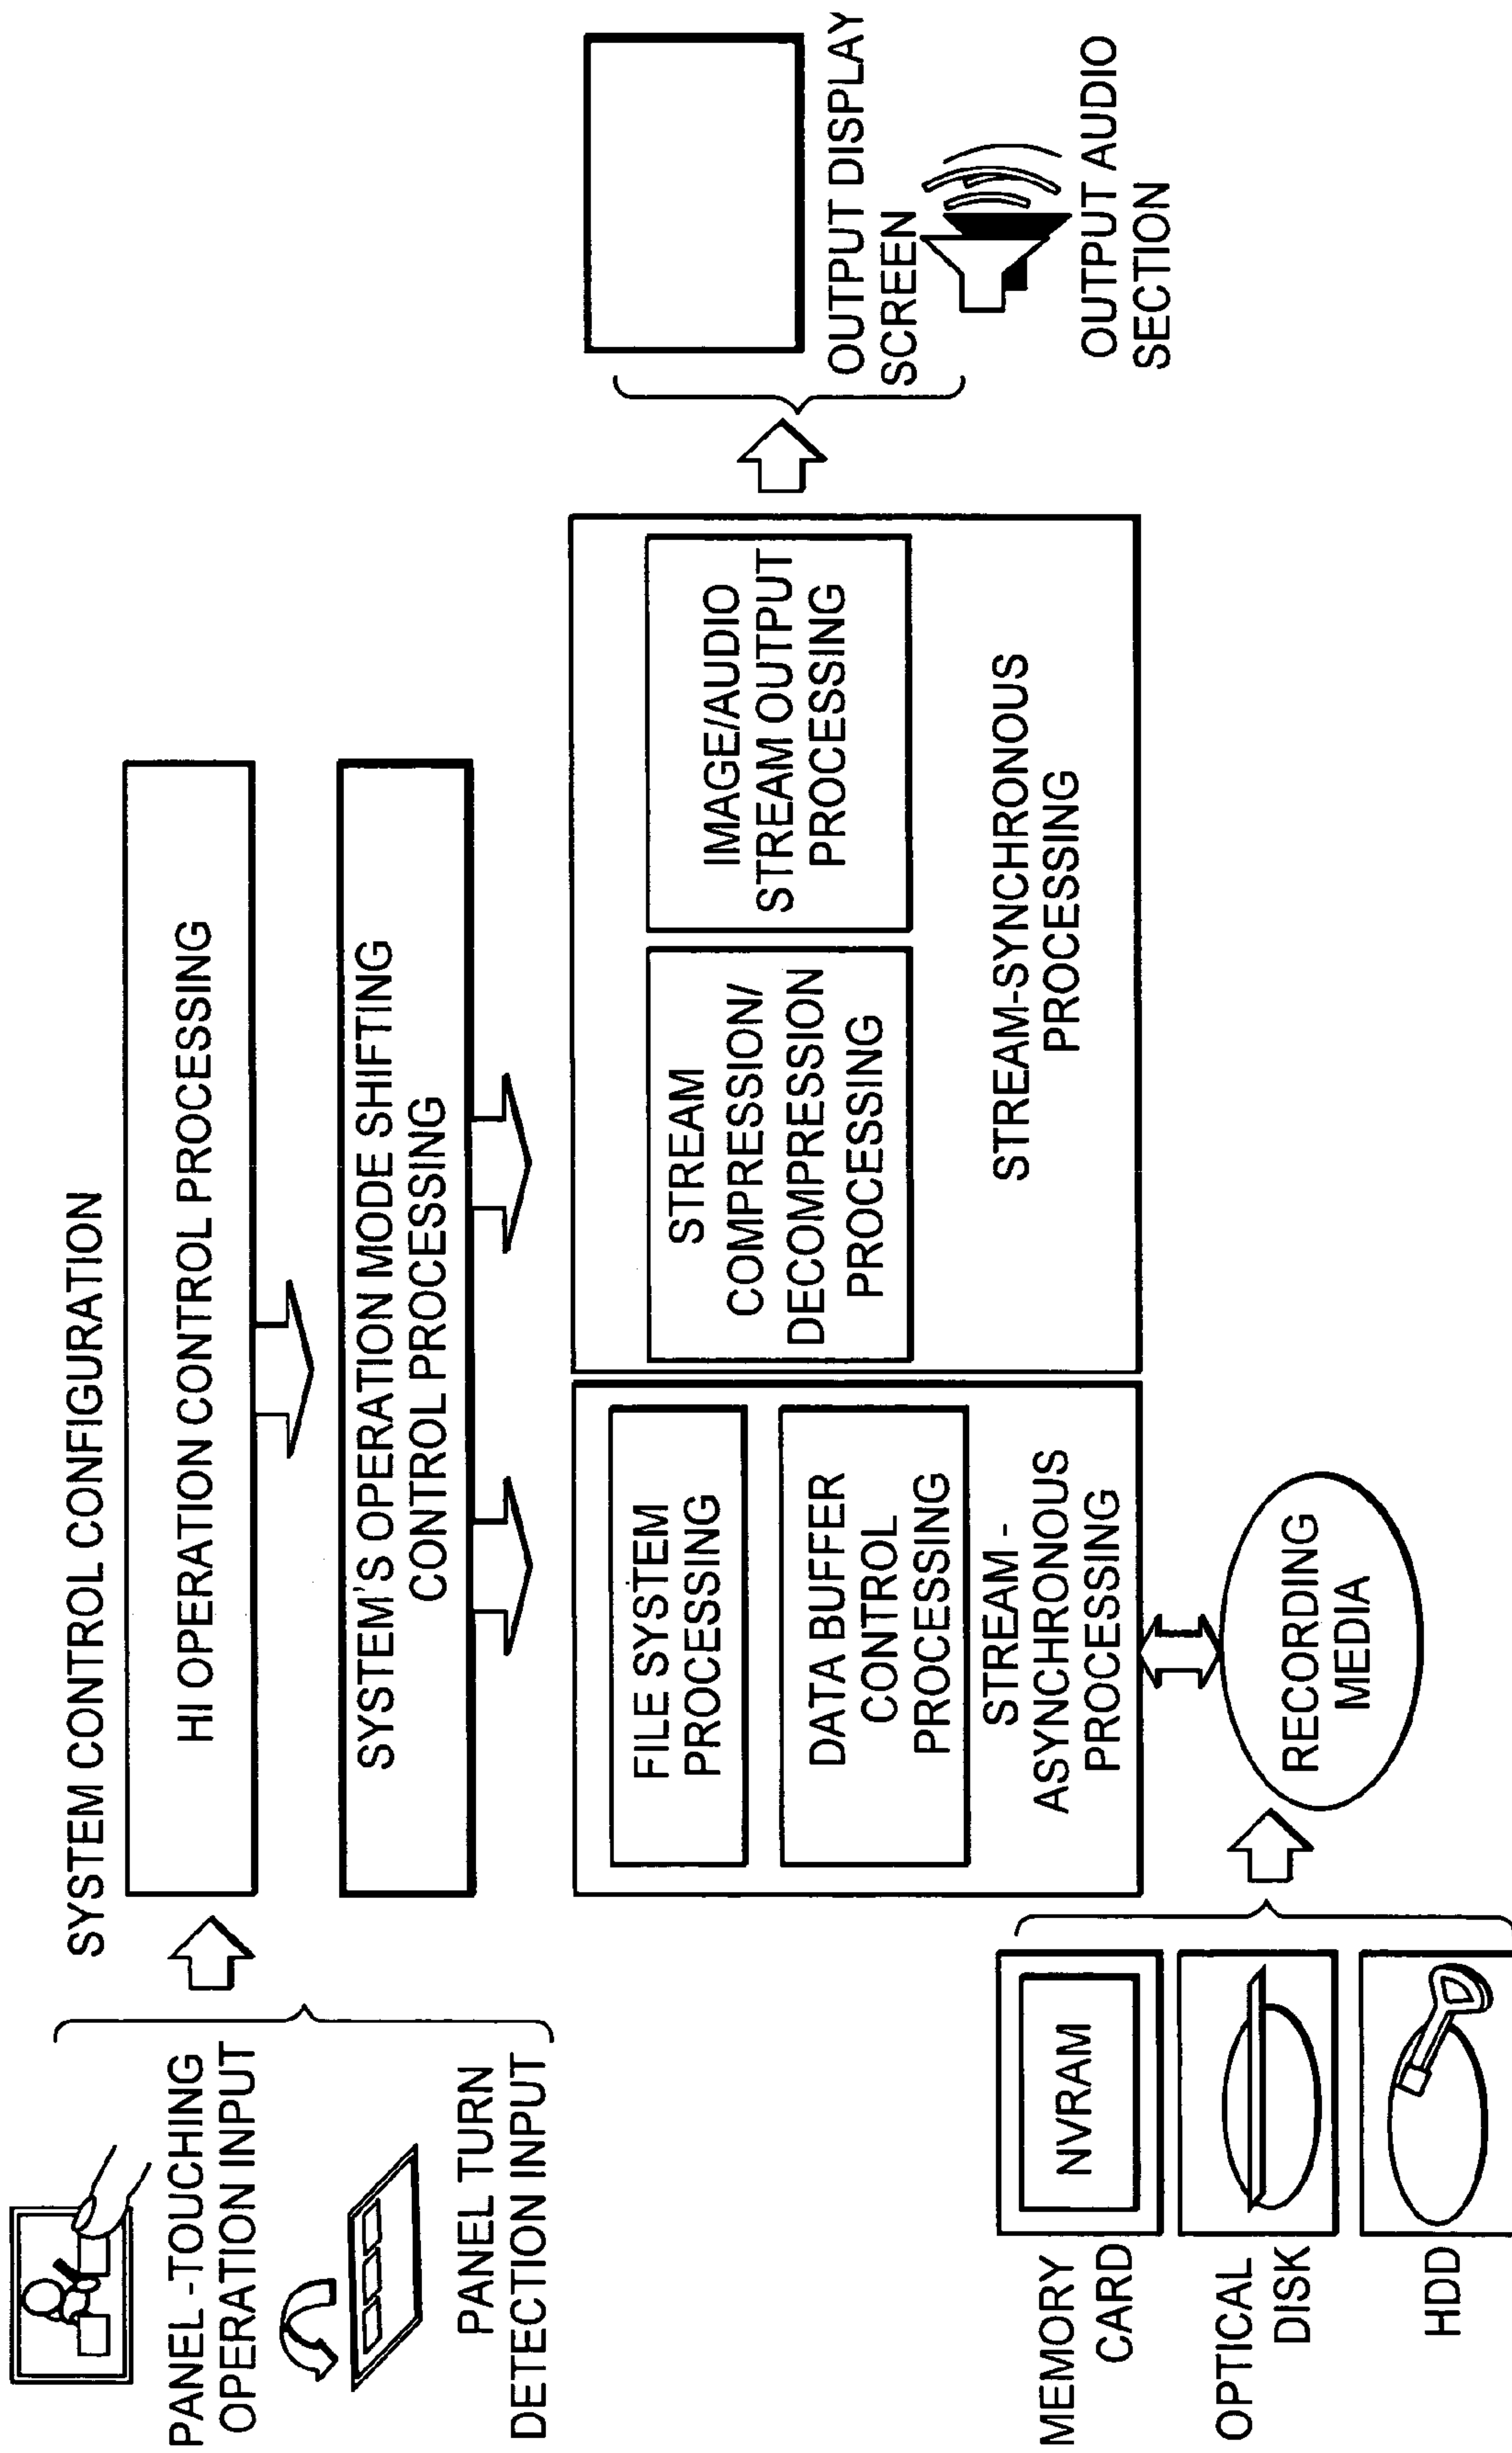 SYSTEM CONTROL CONFIGURATION
PANEL-TOUCHING
OPERATION INPUT
PANEL TURN
DETECTION INPUT
HI OPERATION CONTROL PROCESSING
SYSTEM'S OPERATION MODE SHIFTING
CONTROL PROCESSING
FILE SYSTEM
PROCESSING
DATA BUFFER
CONTROL
PROCESSING
STREAM -
ASYNCHRONOUS
PROCESSING
STREAM
COMPRESSION/
DECOMPRESSION
PROCESSING
IMAGE/AUDIO
STREAM OUTPUT
PROCESSING
STREAM-SYNCHRONOUS
PROCESSING
OUTPUT DISPLAY
SCREEN
OUTPUT AUDIO
SECTION
MEMORY
CARD
NVRAM
OPTICAL
DISK
HDD
RECORDING
MEDIA